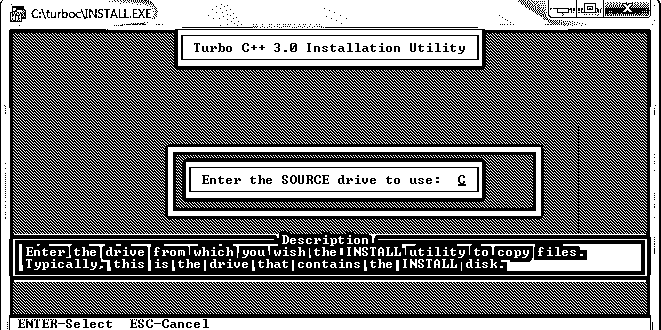 C:\turboc\INSTALL.EXE
Turbo C++ 3.0 Installation Utility
Enter the SOURCE drive to use: C
Description
Enter the drive from which you wish the INSTALL utility to copy files.
Typically, this is the drive that contains the INSTALL disk.
ENTER-Select ESC-Cancel